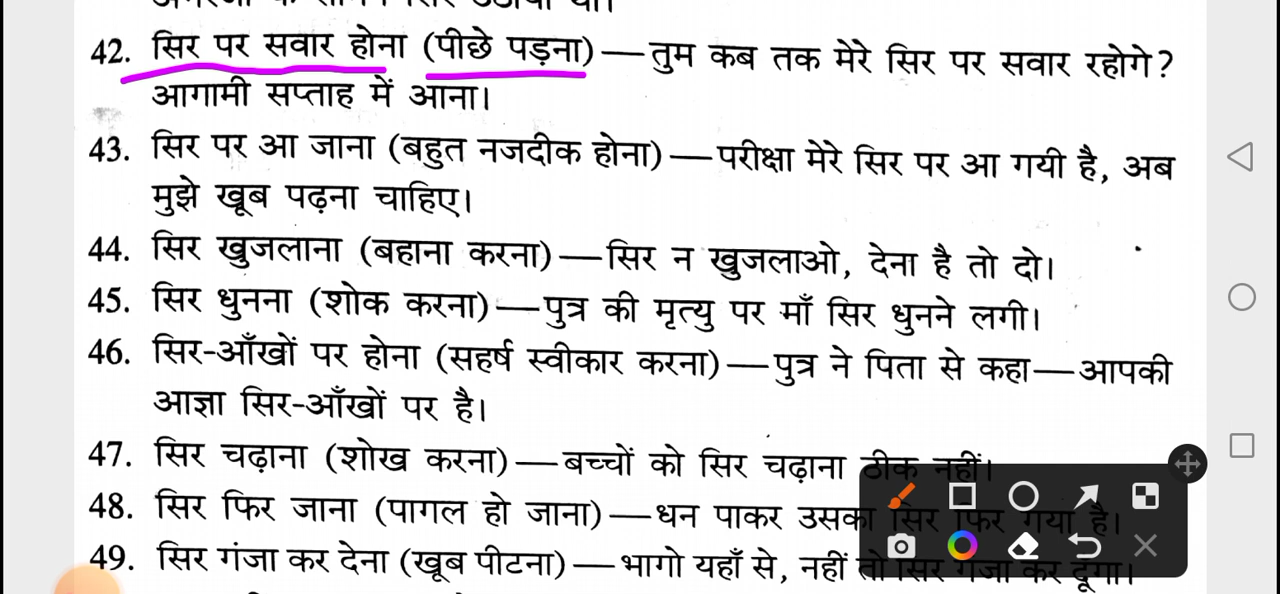 42. सिर पर सवार होना (पीछे पड़ना)—तुम कब तक मेरे सिर पर सवार रहोगे?
आगामी सप्ताह में आना।
43. सिर पर आ जाना (बहुत नजदीक होना)—परीक्षा मेरे सिर पर आ गयी है, अब
मुझे खूब पढ़ना चाहिए।
44. सिर खुजलाना (बहाना करना)—सिर न खुजलाओ, देना है तो दो।
45. सिर धुनना (शोक करना)—पुत्र की मृत्यु पर माँ सिर धुनने लगी।
46. सिर-आँखों पर होना (सहर्ष स्वीकार करना)—पुत्र ने पिता से कहा—आपकी
आज्ञा सिर-आँखों पर है।
47. सिर चढ़ाना (शोख करना)—बच्चों को सिर चढ़ाना ठीक नहीं।
48. सिर फिर जाना (पागल हो जाना)—धन पाकर उसका सिर फिर गया है।
49. सिर गंजा कर देना (खूब पीटना)—भागो यहाँ से, नहीं तो सिर गंजा कर दूंगा।